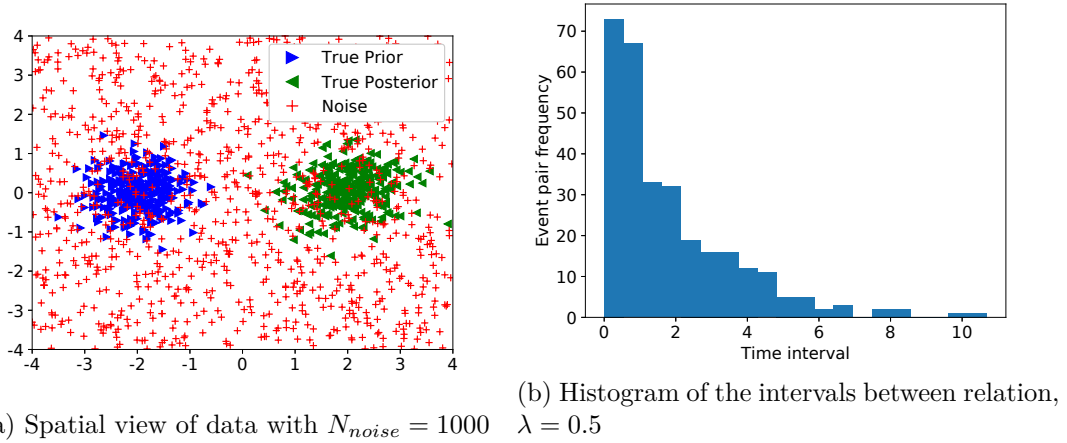 4
3
2
1
0
-1
-2
-3
-4
-4 -3 -2 -1 0 1 2 3 4
True Prior
True Posterior
Noise
a) Spatial view of data with N_noise = 1000
70
60
50
40
30
20
10
0
0 2 4 6 8 10
Event pair frequency
Time interval
(b) Histogram of the intervals between relation,
λ = 0.5